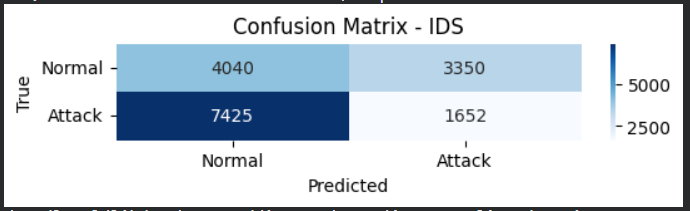 Confusion Matrix - IDS
True
Normal
4040
3350
5000
Attack
7425
1652
2500
Normal
Attack
Predicted